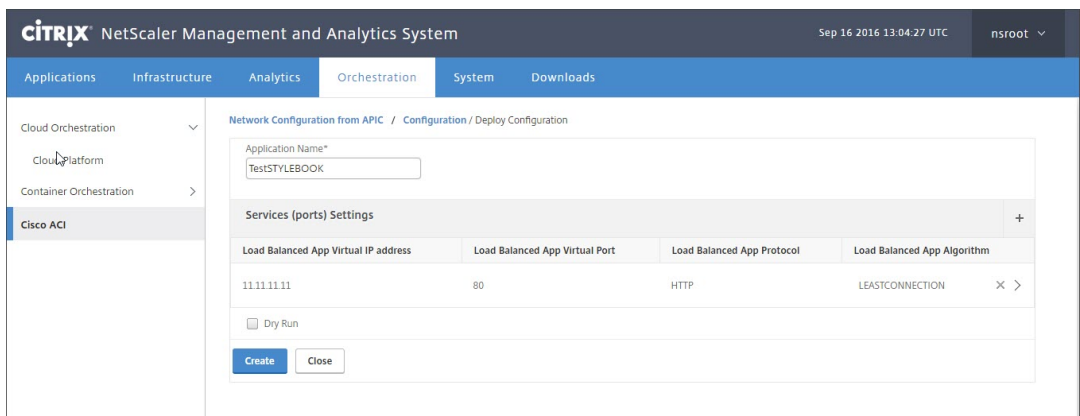 CİTRIX® NetScaler Management and Analytics System Sep 16 2016 13:04:27 UTC nsroot
Applications Infrastructure Analytics Orchestration System Downloads
Cloud Orchestration
Cloud Platform
Container Orchestration
Cisco ACI
Network Configuration from APIC / Configuration / Deploy Configuration
Application Name*
TestSTYLEBOOK
Services (ports) Settings +
Load Balanced App Virtual IP address Load Balanced App Virtual Port Load Balanced App Protocol Load Balanced App Algorithm
11.11.11.11 80 HTTP LEASTCONNECTION
Dry Run
Create Close